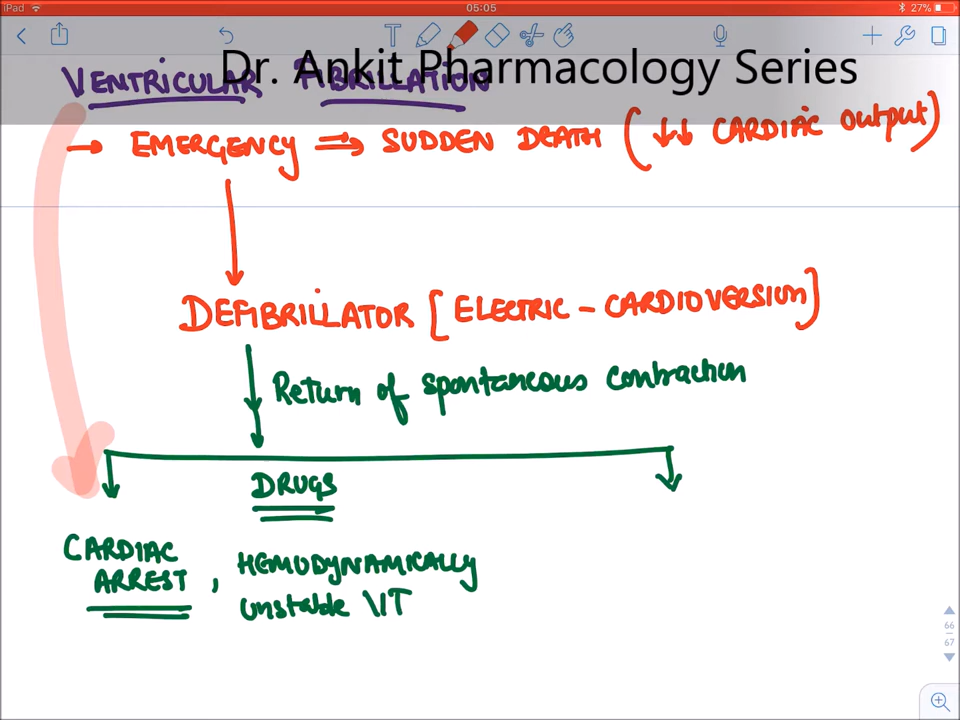 iPad 05:05 27%
Dr. Ankit Pharmacology Series
VENTRICULAR FIBRILLATION
→ EMERGENCY ⇒ SUDDEN DEATH (↓↓ CARDIAC output)
DEFIBRILLATOR [ELECTRIC - CARDIOVERSION]
Return of spontaneous contraction
DRUGS
CARDIAC
ARREST ,
HEMODYNAMICALLY
unstable VT
66
67